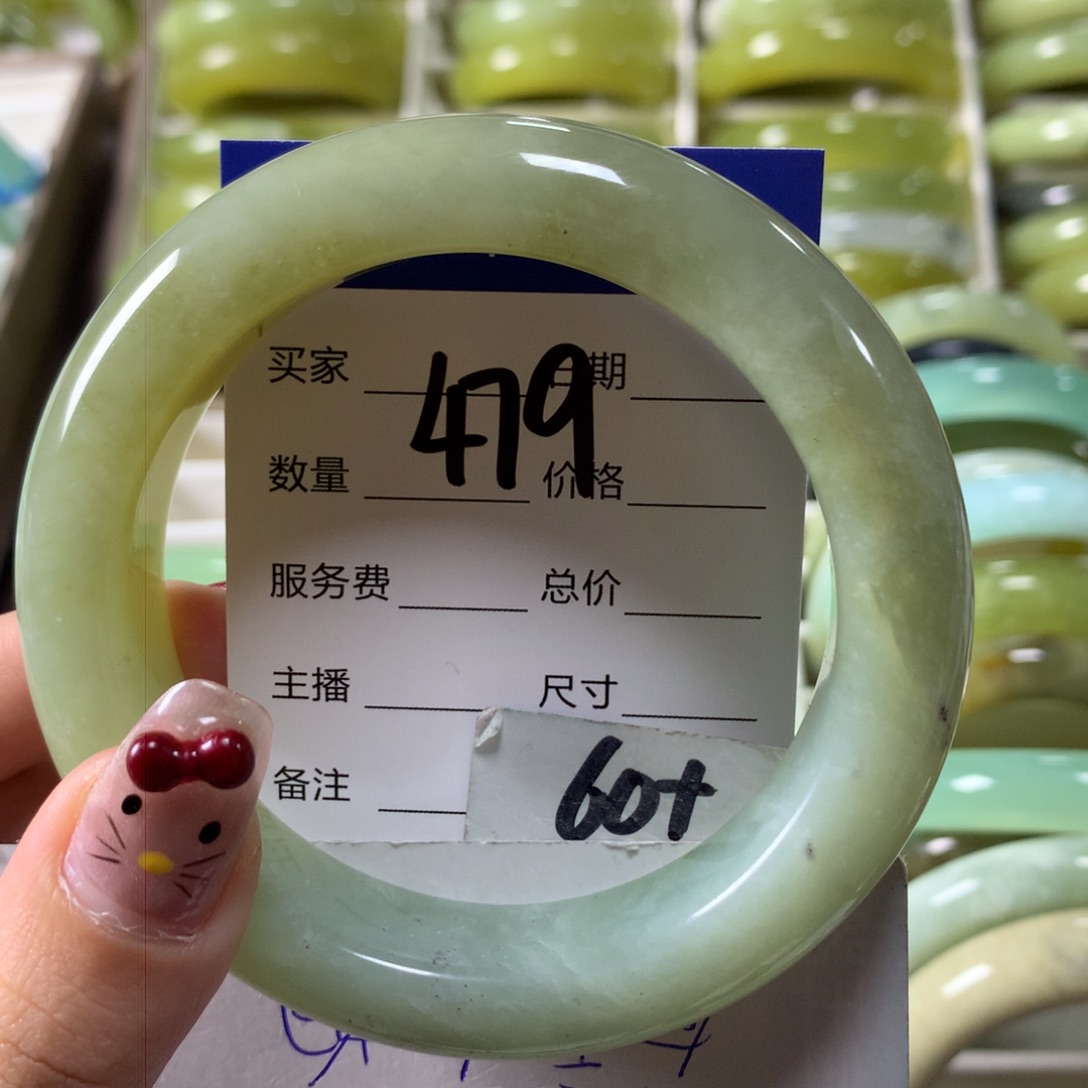 479
买家 日期
数量 价格
服务费 总价
主播 尺寸
备注 60+